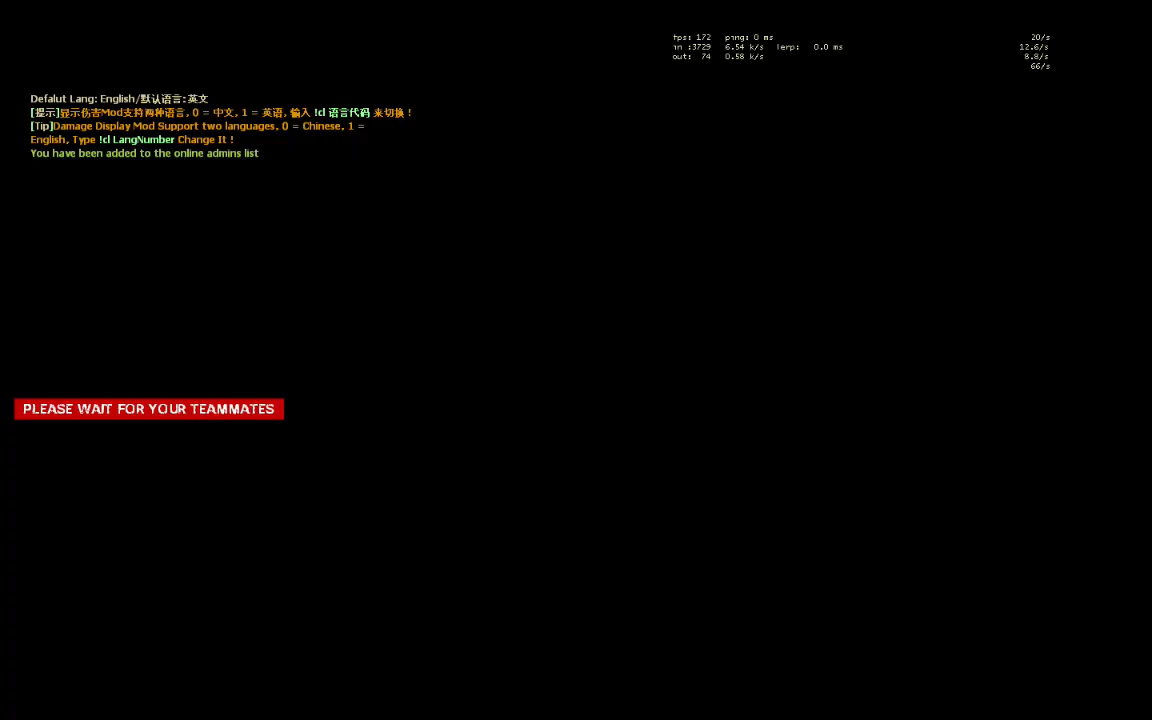 fps: 172 ping: 0 ms 20/s
in :3729 6.54 k/s lerp: 0.0 ms 12.6/s
out: 74 0.58 k/s 8.8/s
66/s
Defalut Lang: English/默认语言:英文
[提示]显示伤害Mod支持两种语言, 0 = 中文, 1 = 英语, 输入 !cl 语言代码 来切换 !
[Tip]Damage Display Mod Support two languages, 0 = Chinese, 1 =
English, Type !cl LangNumber Change It !
You have been added to the online admins list
PLEASE WAIT FOR YOUR TEAMMATES